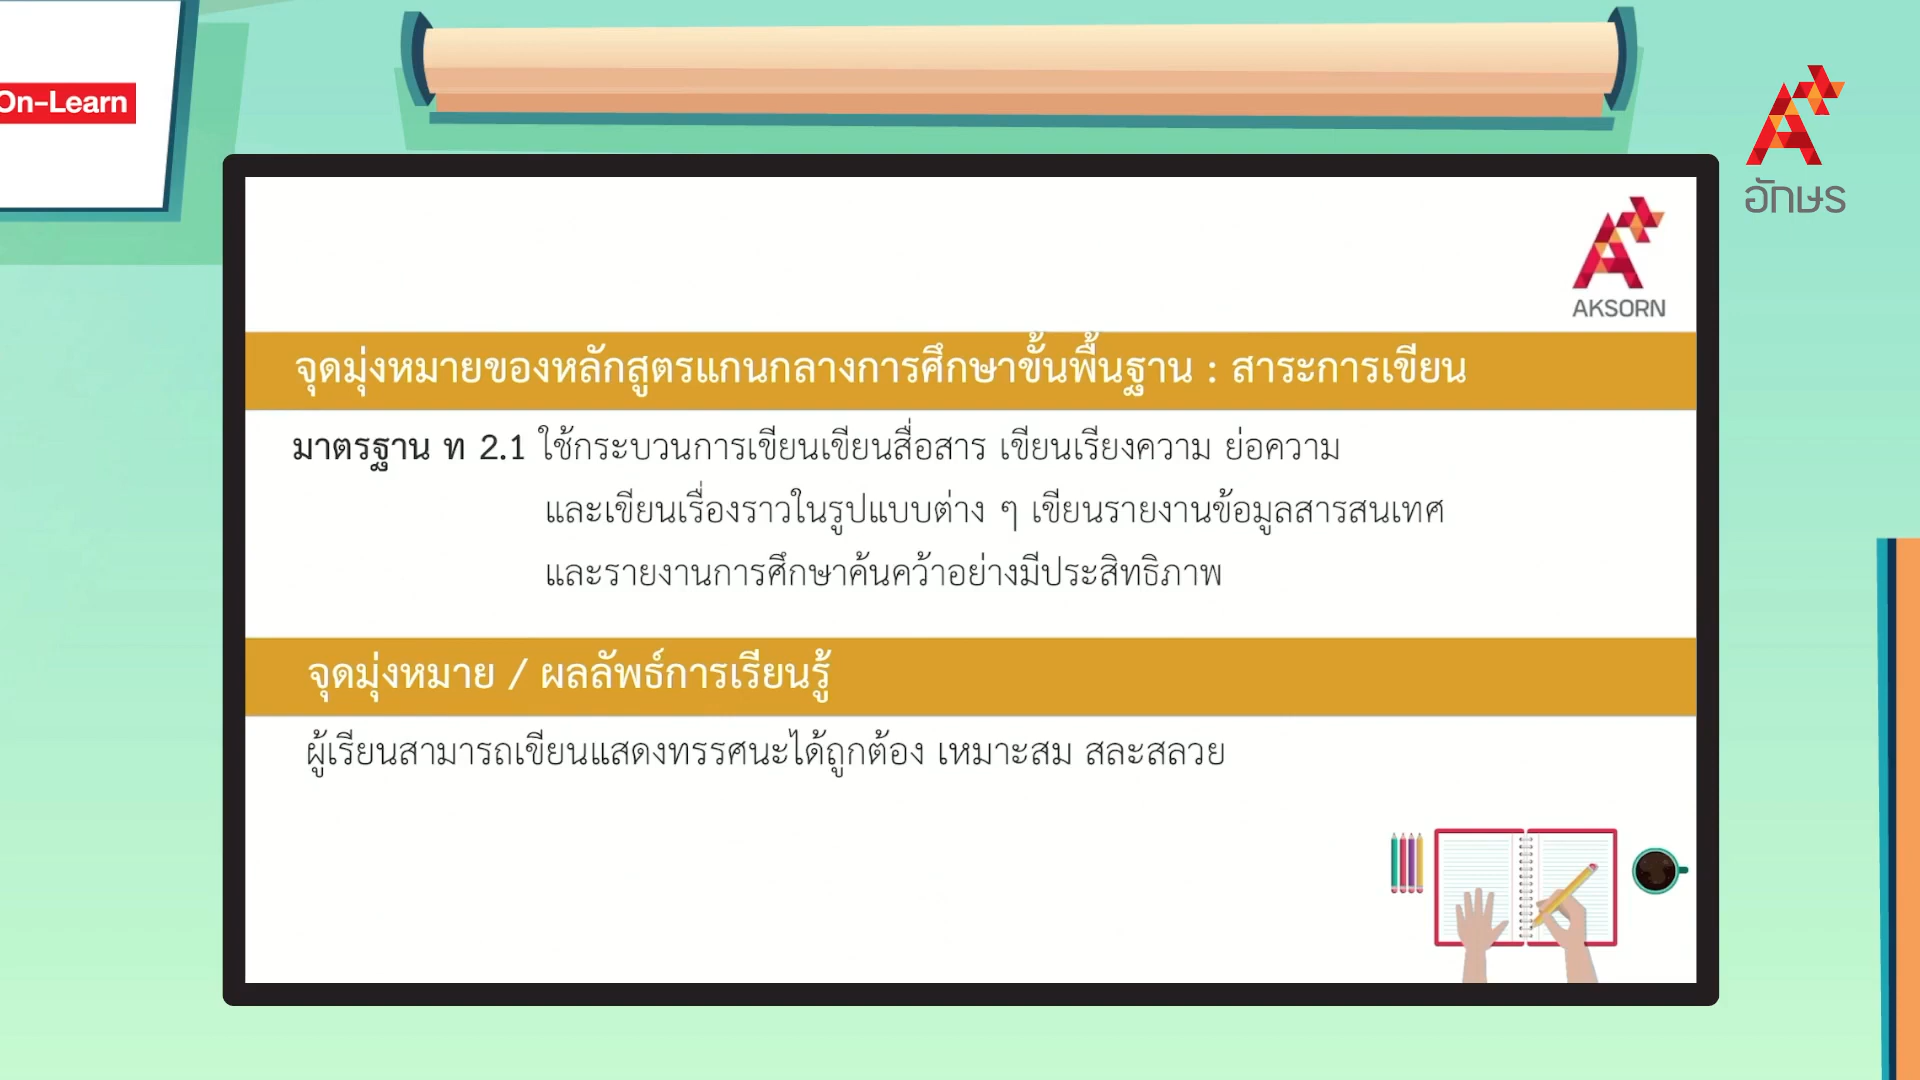 On-Learn
อักษร
AKSORN
จุดมุ่งหมายของหลักสูตรแกนกลางการศึกษาขั้นพื้นฐาน : สาระการเขียน
มาตรฐาน ท 2.1 ใช้กระบวนการเขียนเขียนสื่อสาร เขียนเรียงความ ย่อความ
และเขียนเรื่องราวในรูปแบบต่าง ๆ เขียนรายงานข้อมูลสารสนเทศ
และรายงานการศึกษาค้นคว้าอย่างมีประสิทธิภาพ
จุดมุ่งหมาย / ผลลัพธ์การเรียนรู้
ผู้เรียนสามารถเขียนแสดงทรรศนะได้ถูกต้อง เหมาะสม สละสลวย